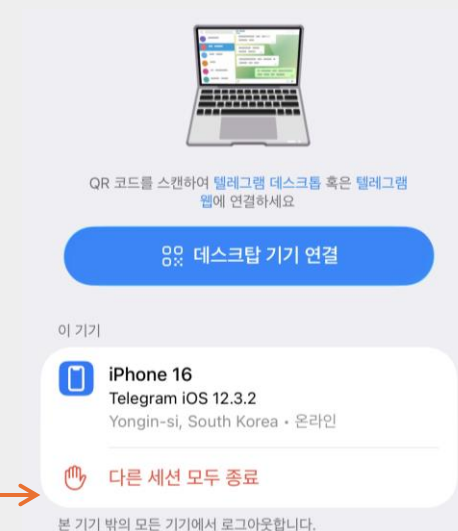 QR 코드를 스캔하여 텔레그램 데스크톱 혹은 텔레그램
웹에 연결하세요
데스크탑 기기 연결
이 기기
iPhone 16
Telegram iOS 12.3.2
Yongin-si, South Korea • 온라인
다른 세션 모두 종료
본 기기 밖의 모든 기기에서 로그아웃합니다.